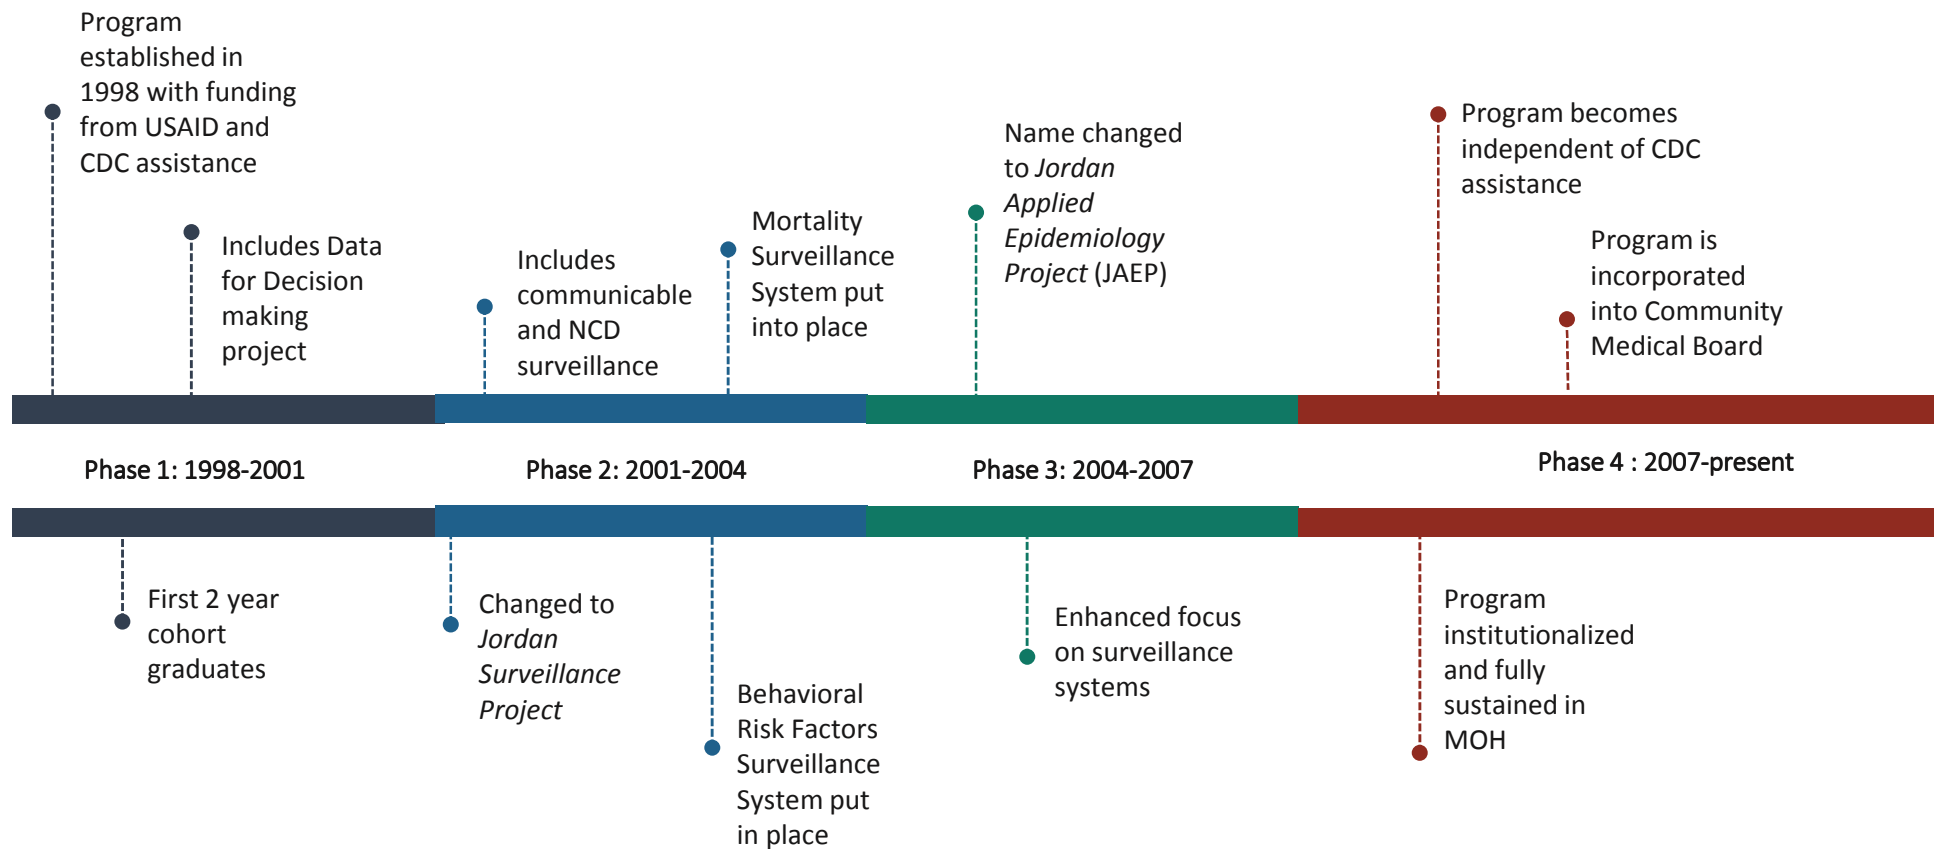 Program
established in
1998 with funding
from USAID and
CDC assistance
Includes Data
for Decision
making
project
Includes
communicable
and NCD
surveillance
Mortality
Surveillance
System put
into place
Name changed
to Jordan
Applied
Epidemiology
Project (JAEP)
Program becomes
independent of CDC
assistance
Program is
incorporated
into Community
Medical Board
Phase 1: 1998-2001
Phase 2: 2001-2004
Phase 3: 2004-2007
Phase 4 : 2007-present
First 2 year
cohort
graduates
Changed to
Jordan
Surveillance
Project
Behavioral
Risk Factors
Surveillance
System put
in place
Enhanced focus
on surveillance
systems
Program
institutionalized
and fully
sustained in
MOH